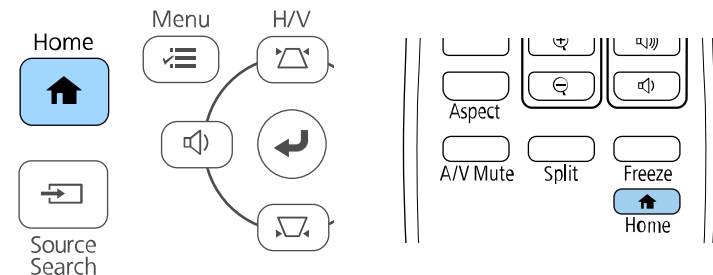 Menu H/V
Home
Source
Search
Aspect
A/V Mute Split Freeze
Home